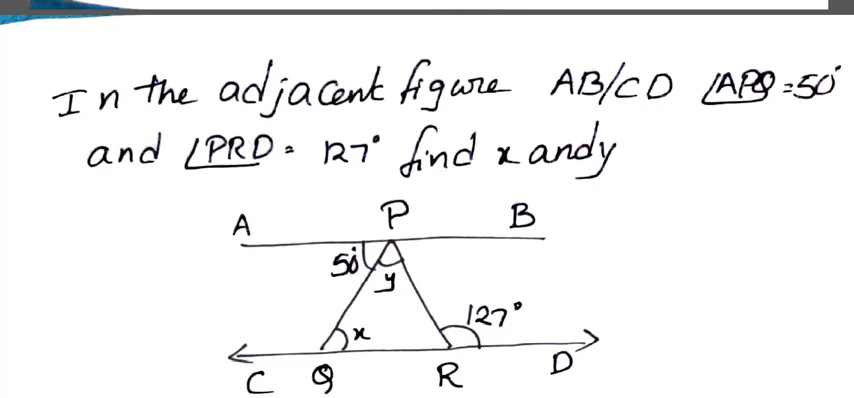 In the adjacent figure AB/CD ∠APQ=50°
and ∠PRD = 127° find x and y
A P B
50°
y
127°
x
C Q R D